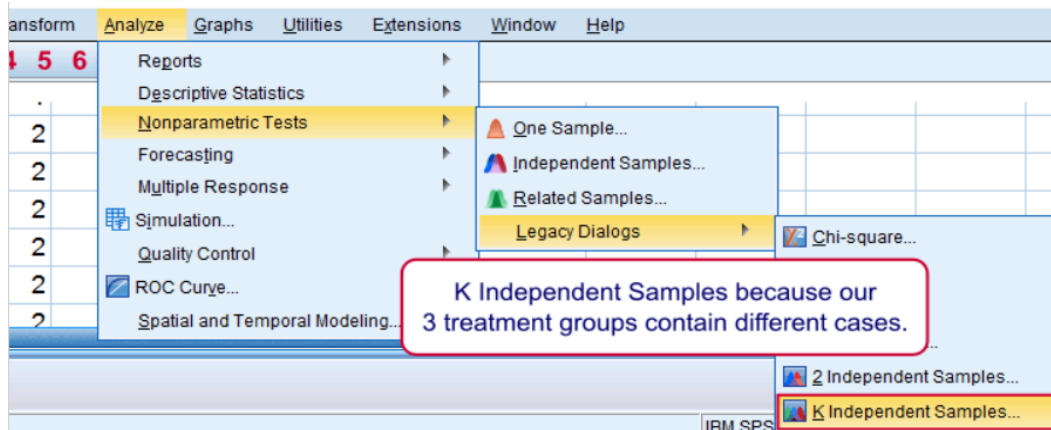 ansform Analyze Graphs Utilities Extensions Window Help
4 5 6
Reports
Descriptive Statistics
2
Nonparametric Tests
One Sample...
2
Forecasting
Independent Samples...
Multiple Response
2
Related Samples...
Simulation...
Legacy Dialogs
Chi-square...
2
Quality Control
2
ROC Curve...
K Independent Samples because our
3 treatment groups contain different cases.
2
Spatial and Temporal Modeling...
2 Independent Samples...
K Independent Samples...
IBM SPS